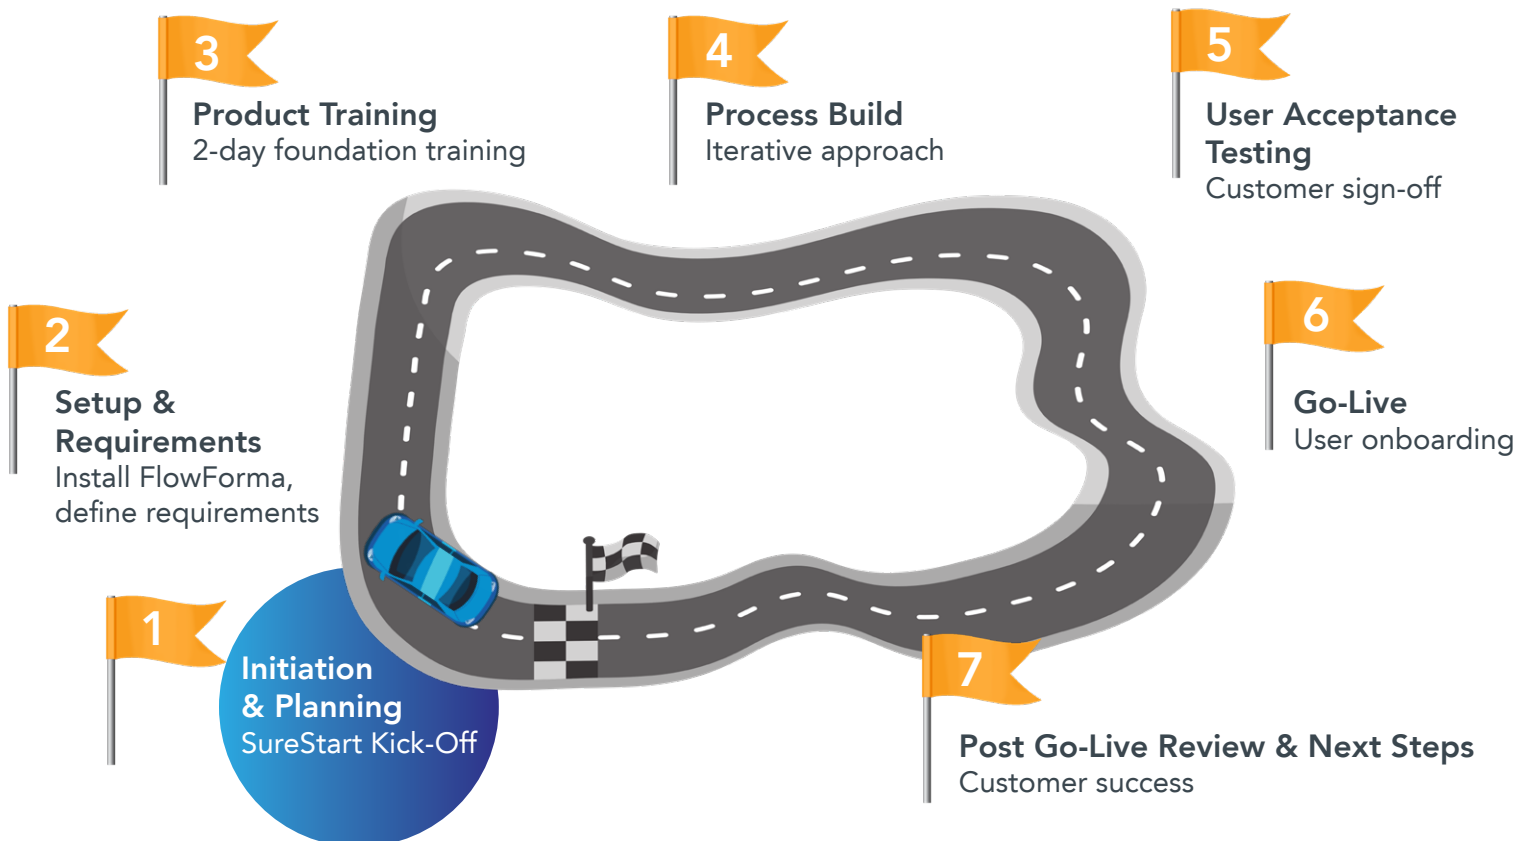 3
Product Training
2-day foundation training
4
Process Build
Iterative approach
5
User Acceptance
Testing
Customer sign-off
2
Setup &
Requirements
Install FlowForma,
define requirements
6
Go-Live
User onboarding
1
Initiation
& Planning
SureStart Kick-Off
7
Post Go-Live Review & Next Steps
Customer success